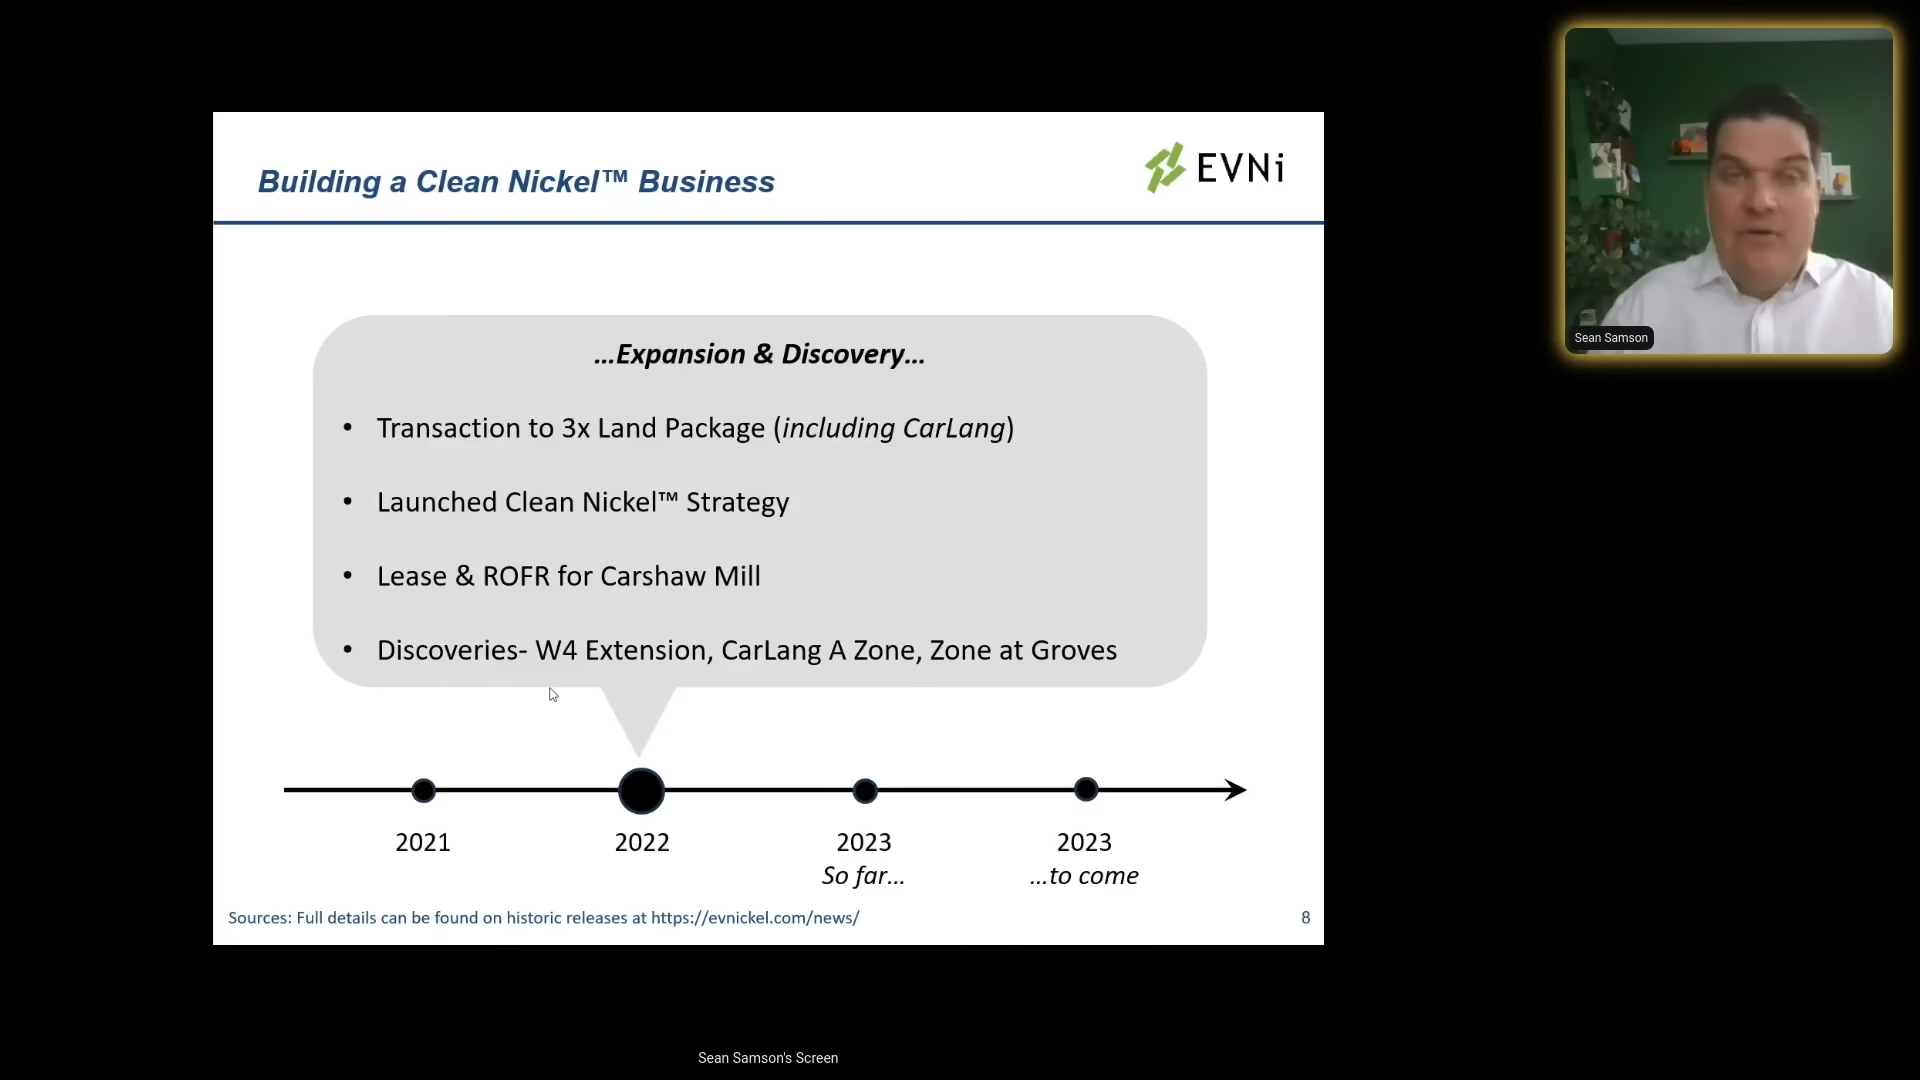 Building a Clean Nickel™ Business
EVNi
...Expansion & Discovery...
• Transaction to 3x Land Package (including CarLang)
• Launched Clean Nickel™ Strategy
• Lease & ROFR for Carshaw Mill
• Discoveries- W4 Extension, CarLang A Zone, Zone at Groves
2021
2022
2023
So far...
2023
...to come
Sources: Full details can be found on historic releases at https://evnickel.com/news/
8
Sean Samson
Sean Samson's Screen